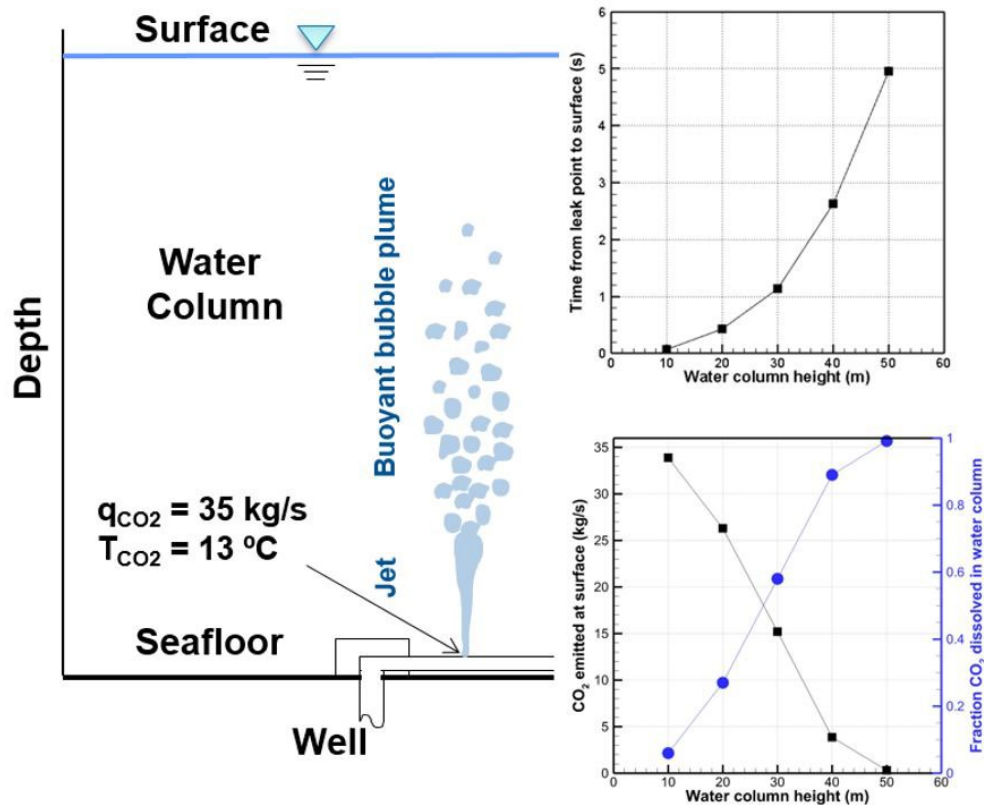 Surface
Water
Column
Depth
Buoyant bubble plume
Jet
qCO2 = 35 kg/s
TCO2 = 13 ºC
Seafloor
Well
Time from leak point to surface (s)
6
5
4
3
2
1
0
0 10 20 30 40 50 60
Water column height (m)
CO2 emitted at surface (kg/s)
35
30
25
20
15
10
5
0
0 10 20 30 40 50 60
Water column height (m)
1
0.8
0.6
0.4
0.2
0
Fraction CO2 dissolved in water column